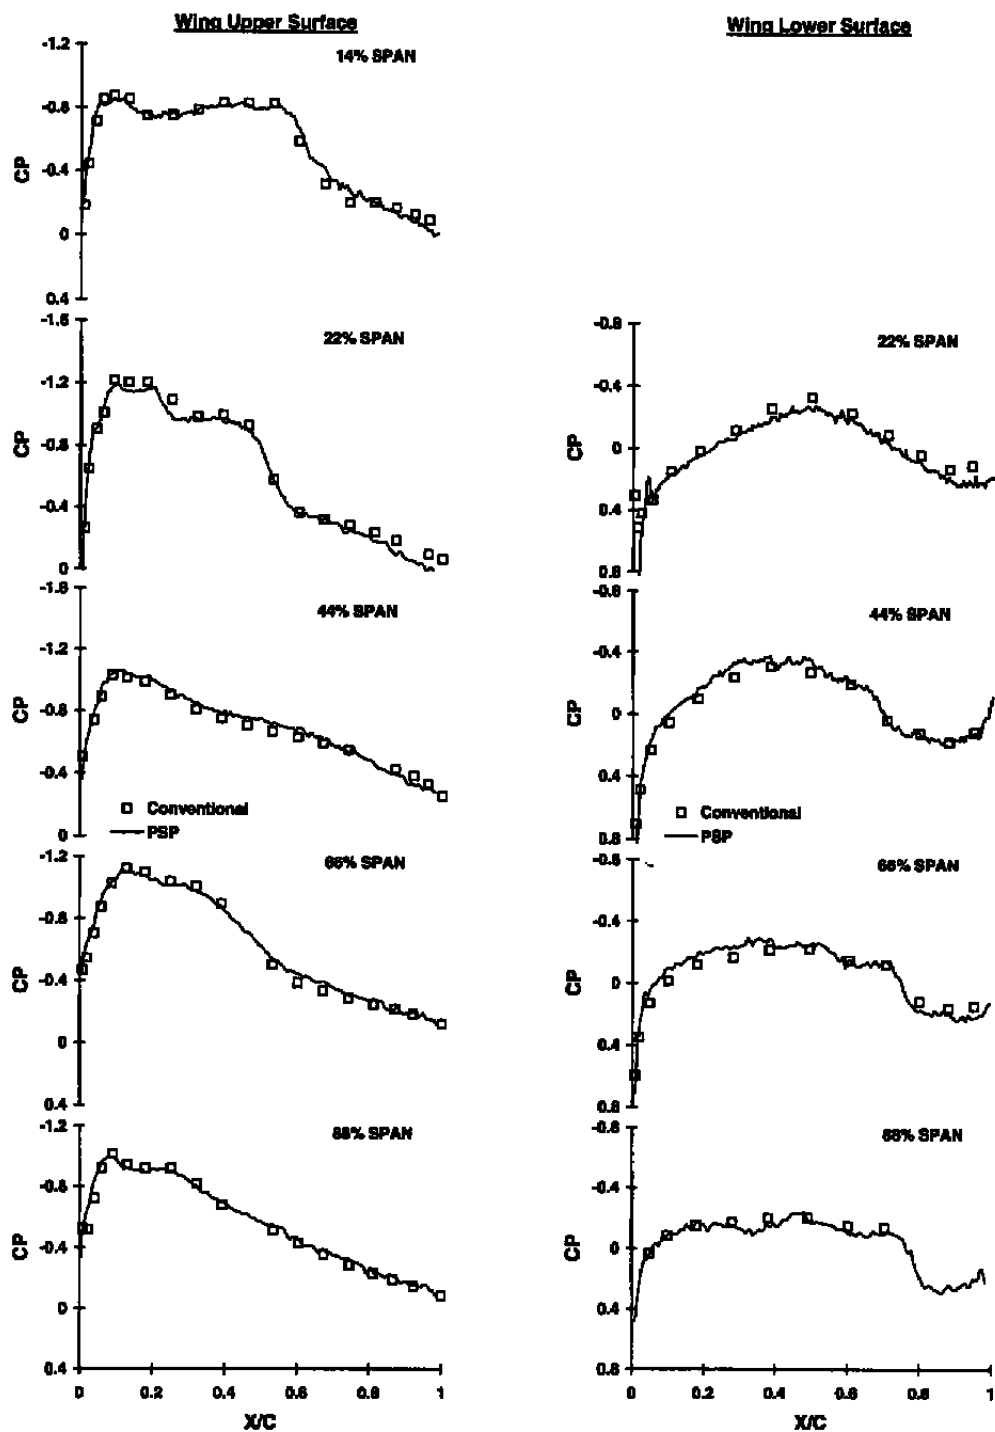 Wing Upper Surface
14% SPAN
-1.2
-0.8
-0.4
0
0.4
CP
22% SPAN
-1.6
-1.2
-0.8
-0.4
0
CP
44% SPAN
-1.6
-1.2
-0.8
-0.4
0
CP
Conventional
PSP
66% SPAN
-1.2
-0.8
-0.4
0
0.4
CP
88% SPAN
-1.2
-0.8
-0.4
0
0.4
CP
0 0.2 0.4 0.6 0.8 1
X/C
Wing Lower Surface
22% SPAN
-0.8
-0.4
0
0.4
0.8
CP
44% SPAN
-0.8
-0.4
0
0.4
0.8
CP
Conventional
PSP
66% SPAN
-0.8
-0.4
0
0.4
0.8
CP
88% SPAN
-0.8
-0.4
0
0.4
0.8
CP
0 0.2 0.4 0.6 0.8 1
X/C